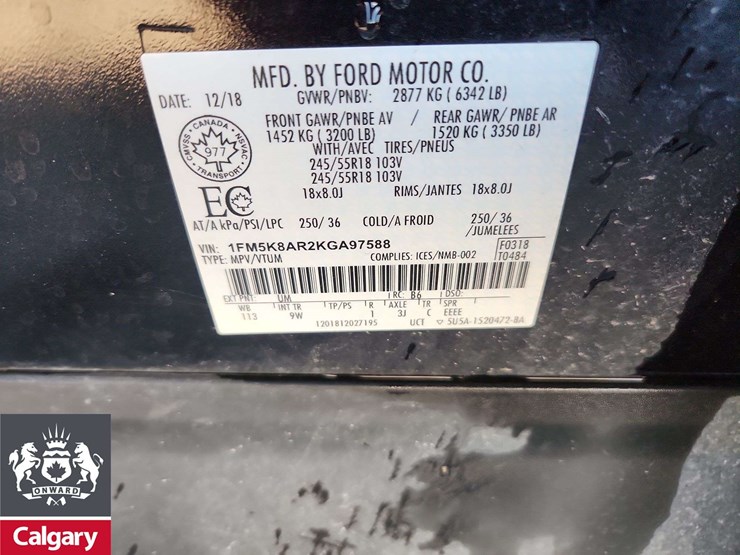 MFD. BY FORD MOTOR CO.
DATE: 12/18 GVWR/PNBV: 2877 KG ( 6342 LB)
FRONT GAWR/PNBE AV / REAR GAWR/ PNBE AR
1452 KG ( 3200 LB) 1520 KG ( 3350 LB)
WITH/AVEC TIRES/PNEUS
245/55R18 103V
245/55R18 103V
18x8.0J RIMS/JANTES 18x8.0J
CANADA
CMVSS NSVAC
977
TRANSPORT
EC
AT/A kPa/PSI/LPC 250/ 36 COLD/A FROID 250/ 36
/JUMELEES
VIN: 1FM5K8AR2KGA97588
TYPE: MPV/VTUM COMPLIES: ICES/NMB-002
F0318
T0484
EXT PNT: UM RC: B6 DSO:
WB INT TR TP/PS R AXLE TR SPR
113 9W 1 3J C EEEE
1201812027195 UCT 5U5A-1520472-BA
ONWARD
Calgary